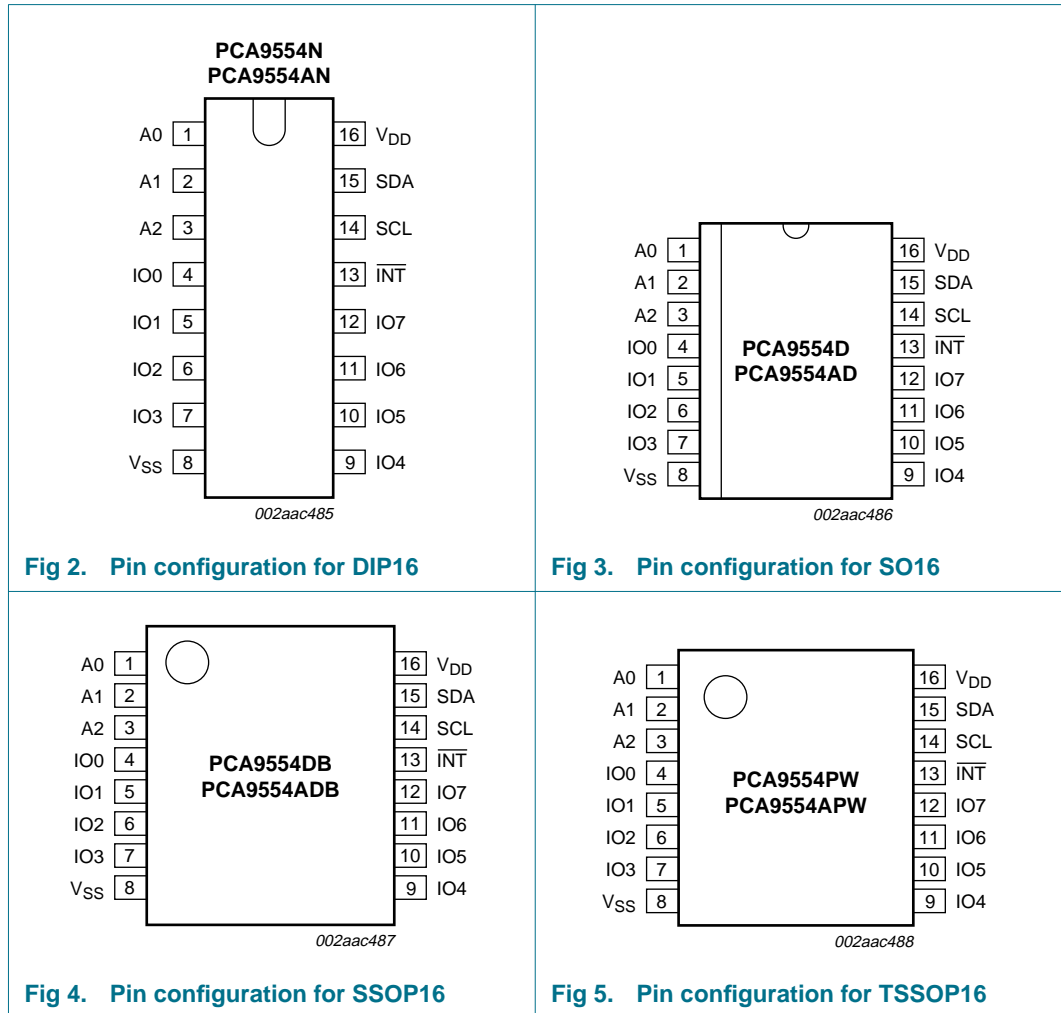 PCA9554N
PCA9554AN
A0 1 16 VDD
A1 2 15 SDA
A2 3 14 SCL
IO0 4 13 INT
IO1 5 12 IO7
IO2 6 11 IO6
IO3 7 10 IO5
VSS 8 9 IO4
002aac485
Fig 2. Pin configuration for DIP16
A0 1 16 VDD
A1 2 15 SDA
A2 3 14 SCL
IO0 4 PCA9554D 13 INT
IO1 5 PCA9554AD 12 IO7
IO2 6 11 IO6
IO3 7 10 IO5
VSS 8 9 IO4
002aac486
Fig 3. Pin configuration for SO16
A0 1 16 VDD
A1 2 15 SDA
A2 3 14 SCL
IO0 4 PCA9554DB 13 INT
IO1 5 PCA9554ADB 12 IO7
IO2 6 11 IO6
IO3 7 10 IO5
VSS 8 9 IO4
002aac487
Fig 4. Pin configuration for SSOP16
A0 1 16 VDD
A1 2 15 SDA
A2 3 14 SCL
IO0 4 PCA9554PW 13 INT
IO1 5 PCA9554APW 12 IO7
IO2 6 11 IO6
IO3 7 10 IO5
VSS 8 9 IO4
002aac488
Fig 5. Pin configuration for TSSOP16